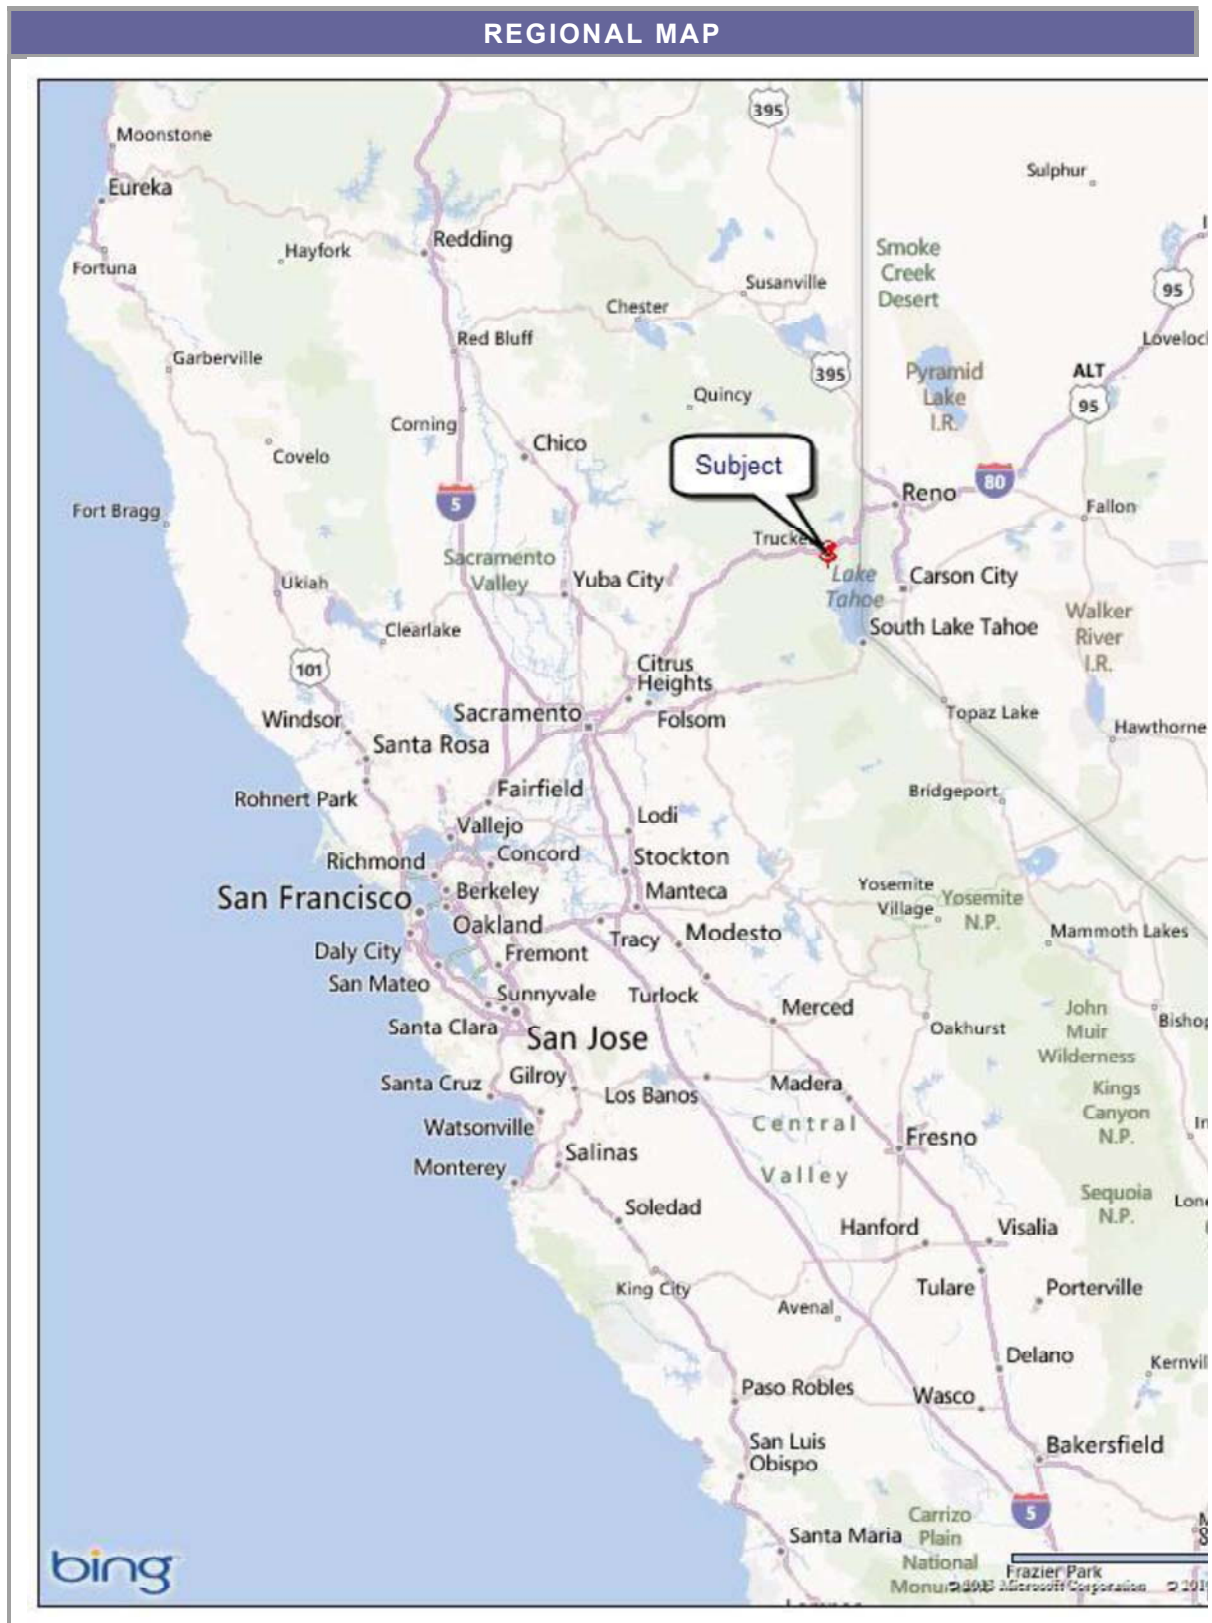 REGIONAL MAP
395
Moonstone
Sulphur
Eureka
Redding
Hayfork
Smoke
Creek
Desert
Fortuna
Susanville
95
Chester
Red Bluff
Garberville
395
Pyramid
Lake
I.R.
ALT
95
Quincy
Corning
Chico
Covelo
Subject
80
Reno
5
Fort Bragg
Fallon
Sacramento
Valley
Lake
Tahoe
Ukiah
Yuba City
Carson City
Walker
River
I.R.
Clearlake
South Lake Tahoe
101
Citrus
Heights
Windsor
Sacramento
Folsom
Topaz Lake
Hawthorne
Santa Rosa
Rohnert Park
Fairfield
Bridgeport
Vallejo
Lodi
Richmond
Concord
Stockton
San Francisco
Berkeley
Manteca
Yosemite
Village
Yosemite
N.P.
Oakland
Daly City
Fremont
Tracy
Modesto
Mammoth Lakes
San Mateo
Sunnyvale
Turlock
Merced
John
Muir
Wilderness
Santa Clara
San Jose
Oakhurst
Santa Cruz
Gilroy
Los Banos
Madera
Kings
Canyon
N.P.
Watsonville
Central
Valley
Fresno
Monterey
Salinas
Sequoia
N.P.
Soledad
Hanford
Visalia
King City
Avenal
Tulare
Porterville
Delano
Paso Robles
Wasco
San Luis
Obispo
Bakersfield
5
Santa Maria
Carrizo
Plain
National
Frazier Park
bing
Microsoft Corporation